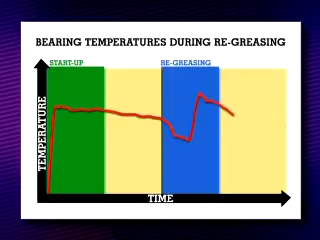 BEARING TEMPERATURES DURING RE-GREASING
START-UP
RE-GREASING
TEMPERATURE
TIME